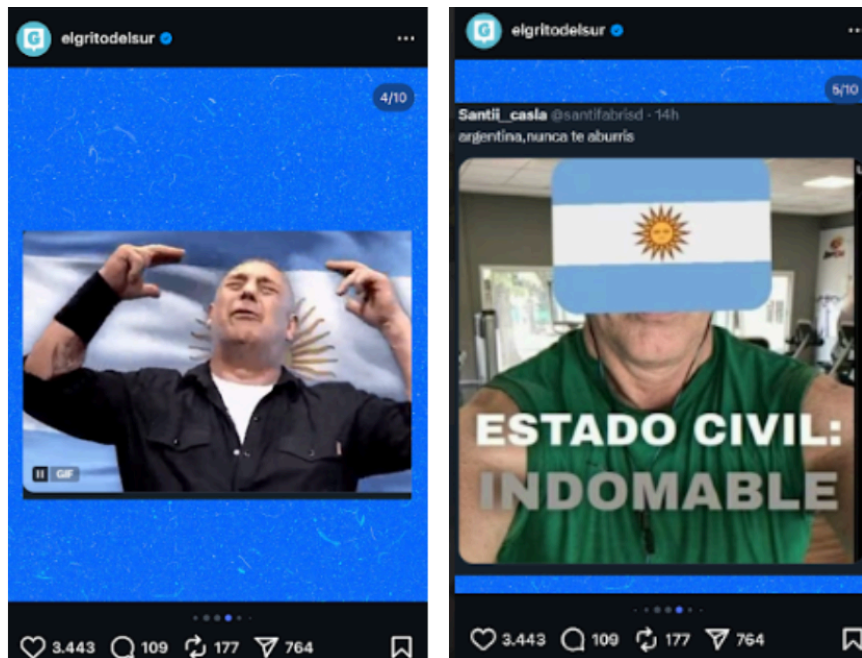 elgritodelsur
4/10
GIF
3.443 109 177 764
elgritodelsur
5/10
Santii_casla @santifabrisd · 14h
argentina,nunca te aburris
ESTADO CIVIL:
INDOMABLE
3.443 109 177 764